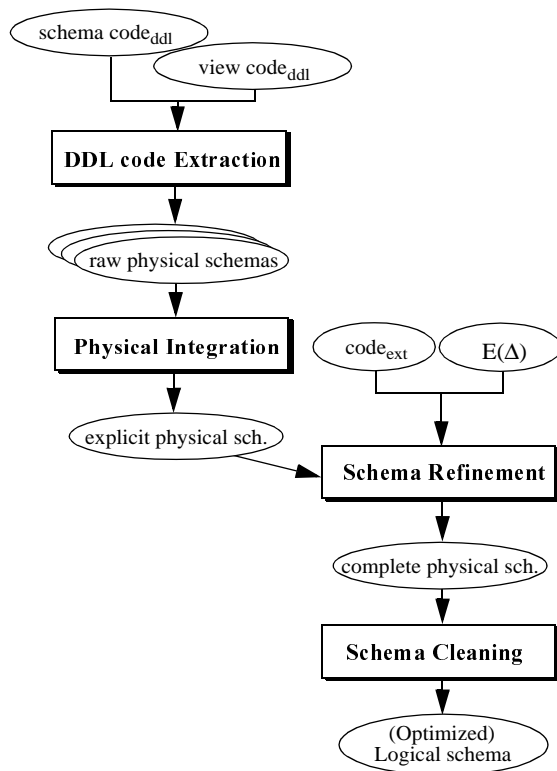 schema code_ddl
view code_ddl
DDL code Extraction
raw physical schemas
Physical Integration
code_ext
E(Δ)
explicit physical sch.
Schema Refinement
complete physical sch.
Schema Cleaning
(Optimized)
Logical schema